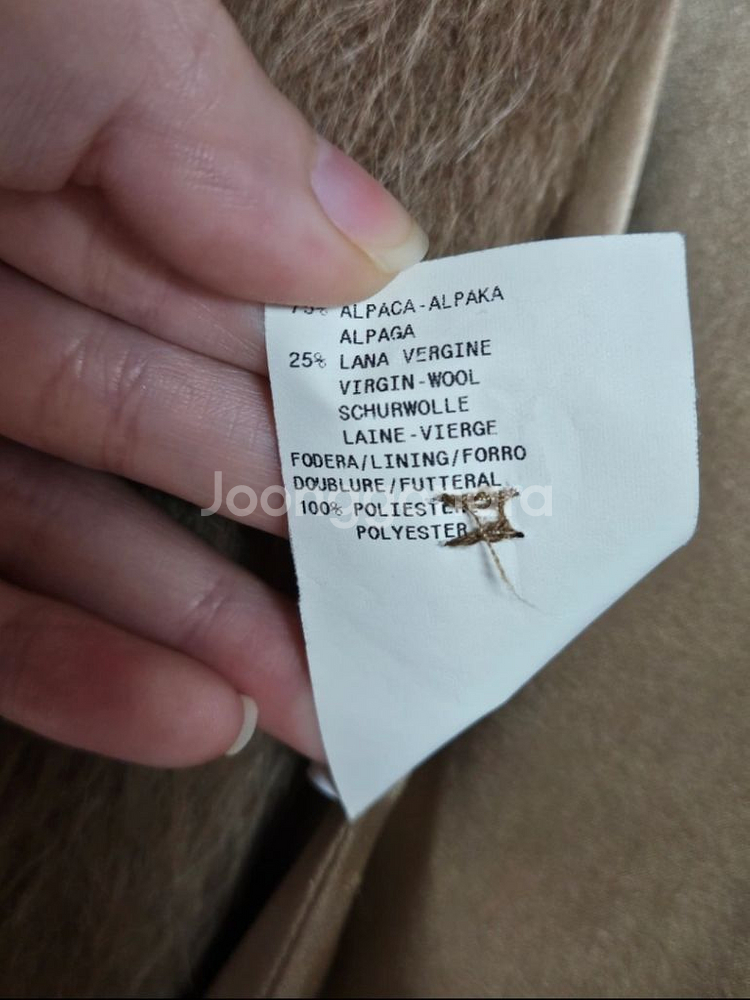 75% ALPACA-ALPAKA
ALPAGA
25% LANA VERGINE
VIRGIN-WOOL
SCHURWOLLE
LAINE-VIERGE
FODERA/LINING/FORRO
DOUBLURE/FUTTERAL
100% POLIESTER
POLYESTER